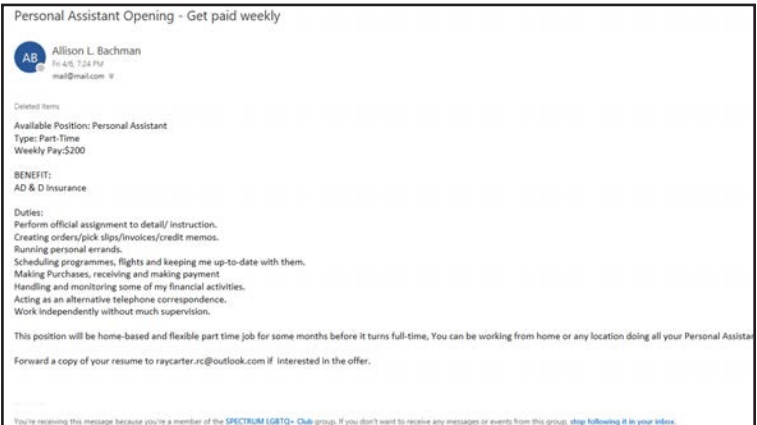 Personal Assistant Opening - Get paid weekly
AB
Allison L. Bachman
Fri 4/6, 7:24 PM
mail@mail.com
Deleted Items
Available Position: Personal Assistant
Type: Part-Time
Weekly Pay:$200
BENEFIT:
AD & D Insurance
Duties:
Perform official assignment to detail/ instruction.
Creating orders/pick slips/invoices/credit memos.
Running personal errands.
Scheduling programmes, flights and keeping me up-to-date with them.
Making Purchases, receiving and making payment
Handling and monitoring some of my financial activities.
Acting as an alternative telephone correspondence.
Work independently without much supervision.
This position will be home-based and flexible part time job for some months before it turns full-time, You can be working from home or any location doing all your Personal Assistan
Forward a copy of your resume to raycarter.rc@outlook.com if interested in the offer.
You're receiving this message because you're a member of the SPECTRUM LGBTQ+ Club group. If you don't want to receive any messages or events from this group, stop following it in your inbox.